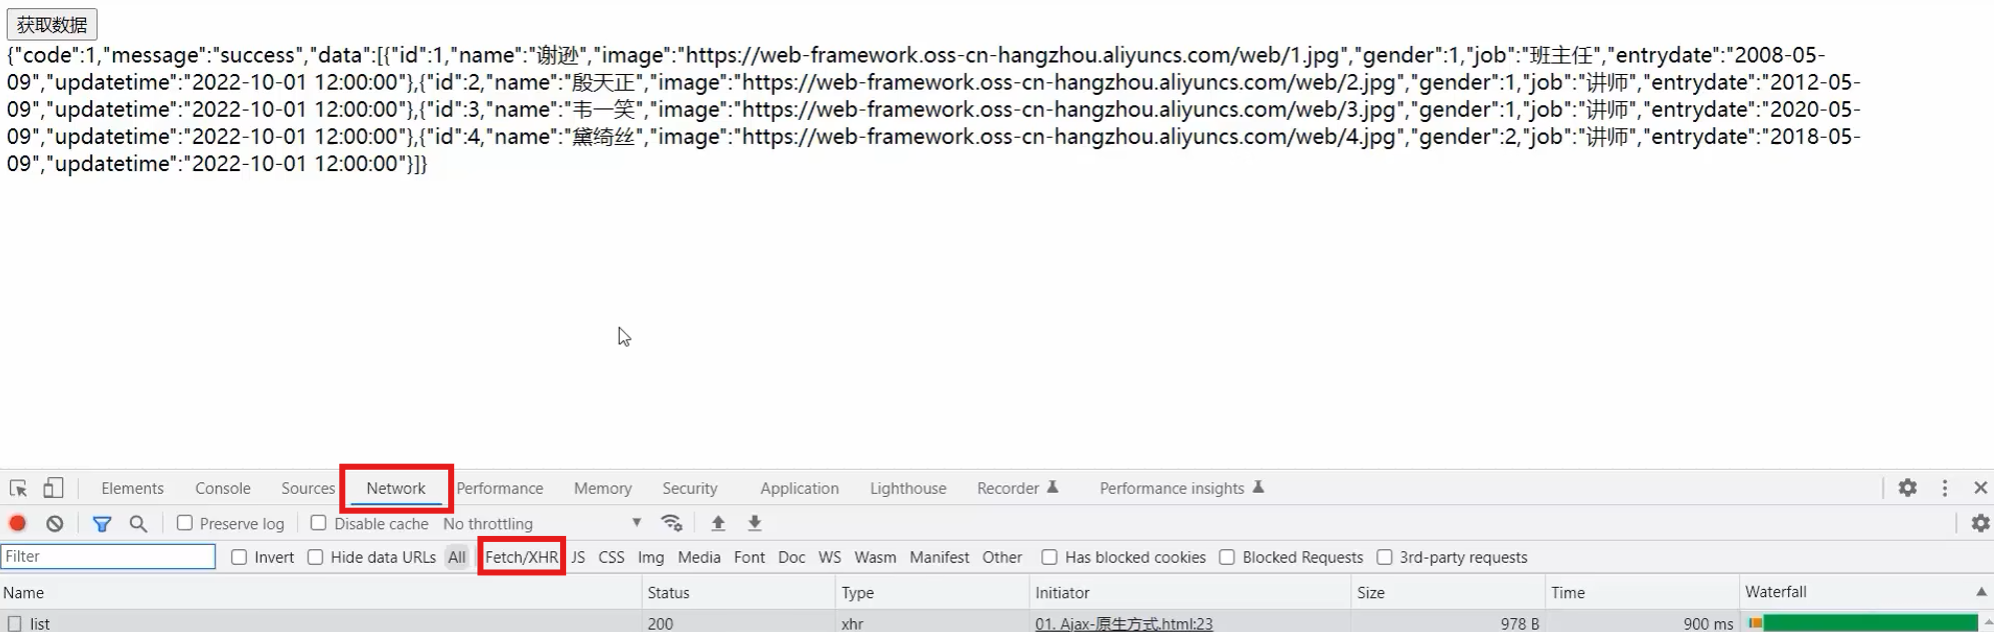 获取数据
{"code":1,"message":"success","data":[{"id":1,"name":"谢逊","image":"https://web-framework.oss-cn-hangzhou.aliyuncs.com/web/1.jpg","gender":1,"job":"班主任","entrydate":"2008-05-
09","updatetime":"2022-10-01 12:00:00"},{"id":2,"name":"殷天正","image":"https://web-framework.oss-cn-hangzhou.aliyuncs.com/web/2.jpg","gender":1,"job":"讲师","entrydate":"2012-05-
09","updatetime":"2022-10-01 12:00:00"},{"id":3,"name":"韦一笑","image":"https://web-framework.oss-cn-hangzhou.aliyuncs.com/web/3.jpg","gender":1,"job":"讲师","entrydate":"2020-05-
09","updatetime":"2022-10-01 12:00:00"},{"id":4,"name":"黛绮丝","image":"https://web-framework.oss-cn-hangzhou.aliyuncs.com/web/4.jpg","gender":2,"job":"讲师","entrydate":"2018-05-
09","updatetime":"2022-10-01 12:00:00"}]}
Elements Console Sources Network Performance Memory Security Application Lighthouse Recorder Performance insights
Preserve log Disable cache No throttling
Filter Invert Hide data URLs All Fetch/XHR JS CSS Img Media Font Doc WS Wasm Manifest Other Has blocked cookies Blocked Requests 3rd-party requests
Name Status Type Initiator Size Time Waterfall
list 200 xhr 01. Ajax-原生方式.html:23 978 B 900 ms